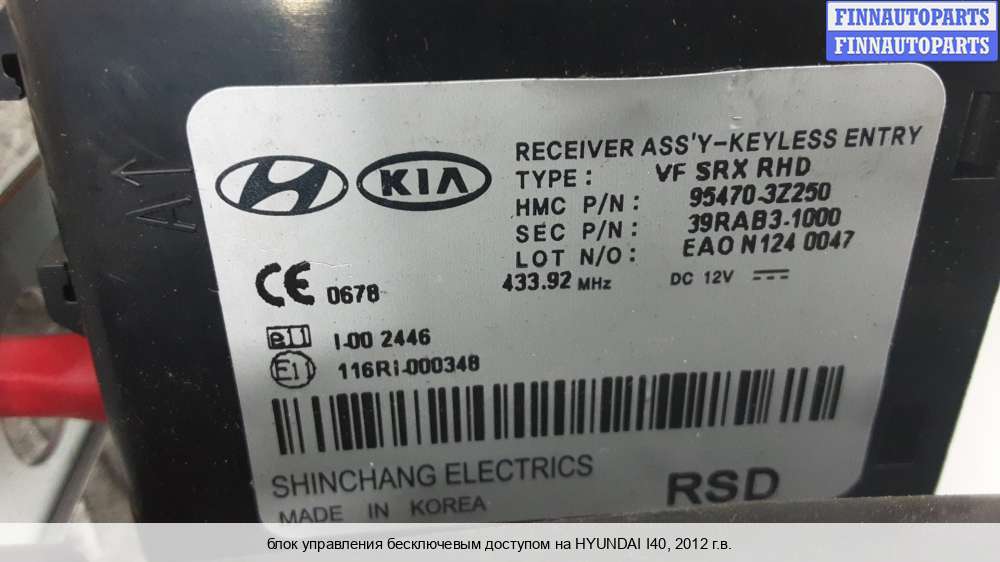 FINNAUTOPARTS
FINNAUTOPARTS
KIA
RECEIVER ASS'Y-KEYLESS ENTRY
TYPE : VF SRX RHD
HMC P/N : 95470-3Z250
SEC P/N : 39RAB3-1000
LOT N/O : EAO N124 0047
433.92 MHz DC 12V
A
CE 0678
e11 I-00 2446
E11 116RI-000348
SHINCHANG ELECTRICS
RSD
MADE IN KOREA
блок управления бесключевым доступом на HYUNDAI I40, 2012 г.в.